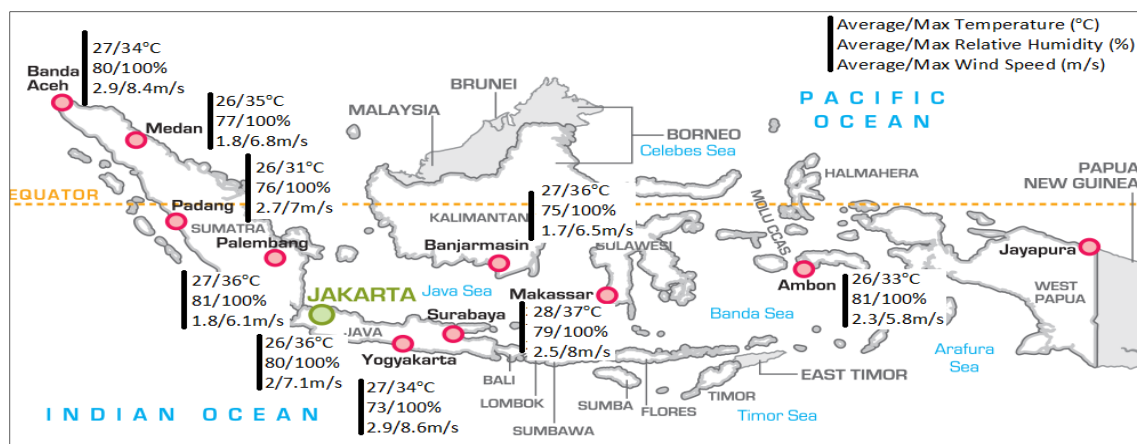 Average/Max Temperature (°C)
Average/Max Relative Humidity (%)
Average/Max Wind Speed (m/s)
27/34°C
80/100%
2.9/8.4m/s
Banda
Aceh
26/35°C
77/100%
1.8/6.8m/s
Medan
26/31°C
76/100%
2.7/7m/s
EQUATOR
Padang
SUMATRA
Palembang
27/36°C
81/100%
1.8/6.1m/s
JAKARTA
26/36°C
80/100%
2/7.1m/s
JAVA
Surabaya
Yogyakarta
27/34°C
73/100%
2.9/8.6m/s
INDIAN OCEAN
MALAYSIA
BRUNEI
BORNEO
Celebes Sea
KALIMANTAN
Banjarmasin
27/36°C
75/100%
1.7/6.5m/s
SULAWESI
Java Sea
Makassar
28/37°C
79/100%
2.5/8m/s
BALI
LOMBOK
SUMBAWA
SUMBA
FLORES
TIMOR
EAST TIMOR
Timor Sea
Banda Sea
PACIFIC
OCEAN
HALMAHERA
MOLU CCAS
Ambon
26/33°C
81/100%
2.3/5.8m/s
Arafura
Sea
WEST
PAPUA
Jayapura
PAPUA
NEW GUINEA